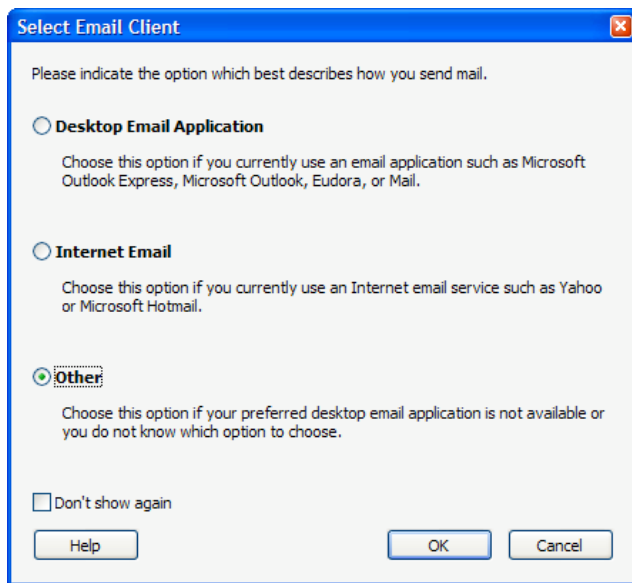 Select Email Client
Please indicate the option which best describes how you send mail.
Desktop Email Application
Choose this option if you currently use an email application such as Microsoft
Outlook Express, Microsoft Outlook, Eudora, or Mail.
Internet Email
Choose this option if you currently use an Internet email service such as Yahoo
or Microsoft Hotmail.
Other
Choose this option if your preferred desktop email application is not available or
you do not know which option to choose.
Don't show again
Help OK Cancel